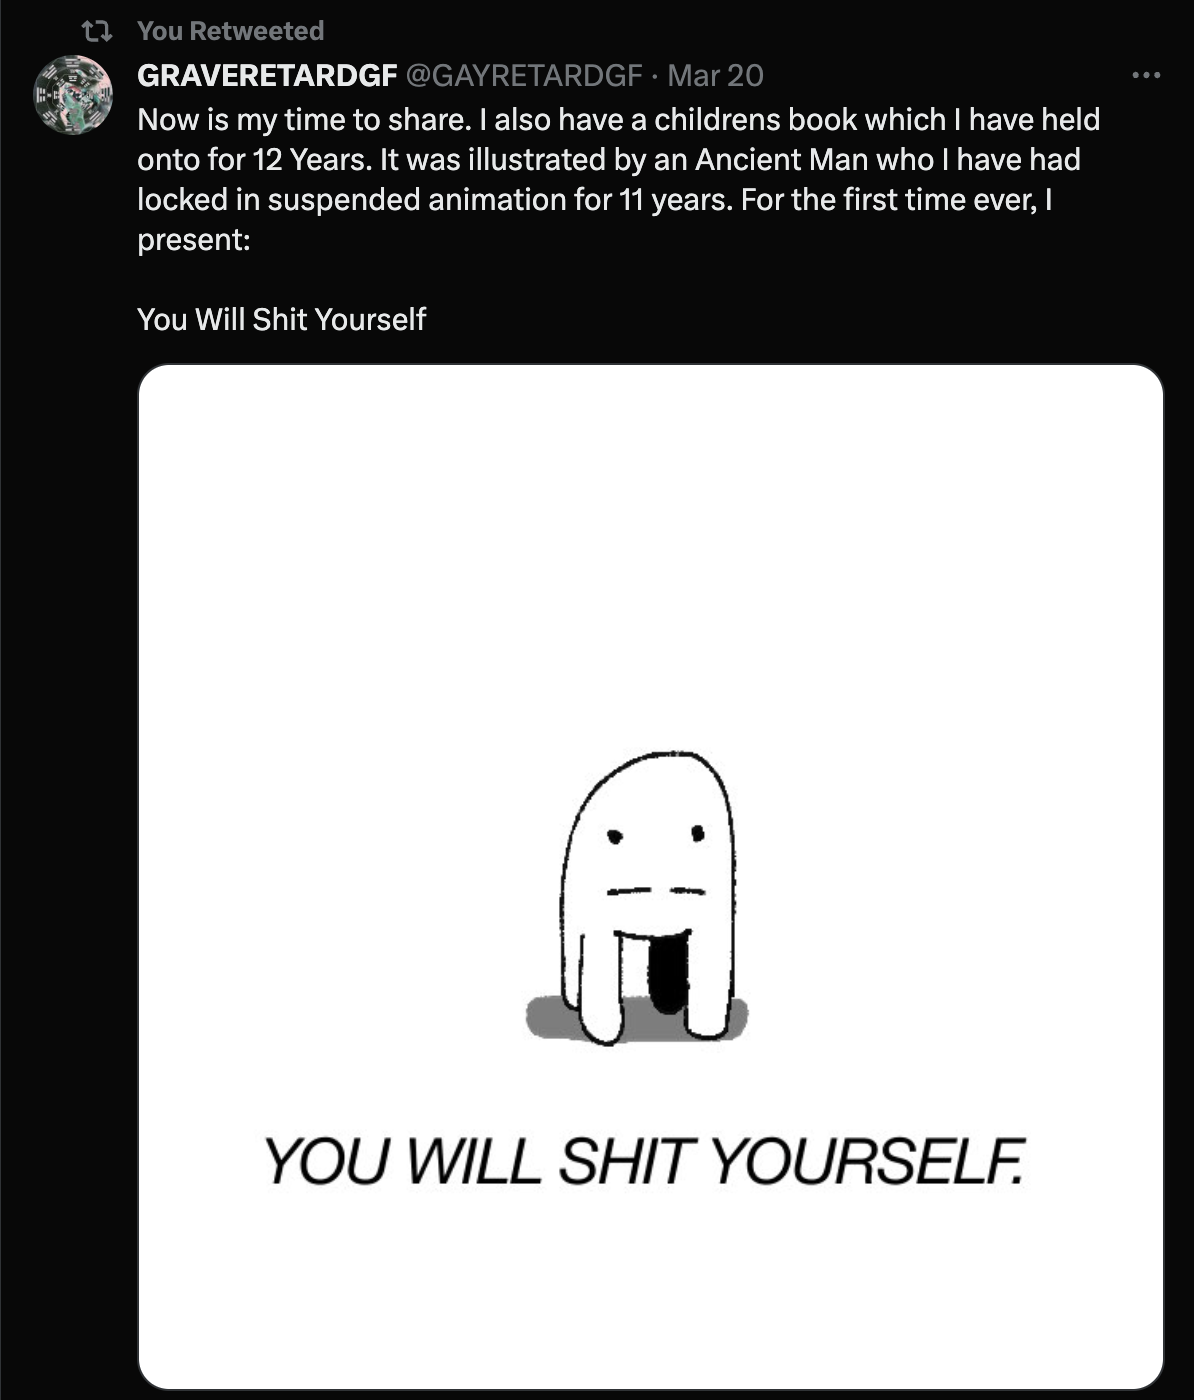 You Retweeted
GRAVERETARDGF @GAYRETARDGF · Mar 20
Now is my time to share. I also have a childrens book which I have held
onto for 12 Years. It was illustrated by an Ancient Man who I have had
locked in suspended animation for 11 years. For the first time ever, I
present:
You Will Shit Yourself
YOU WILL SHIT YOURSELF.